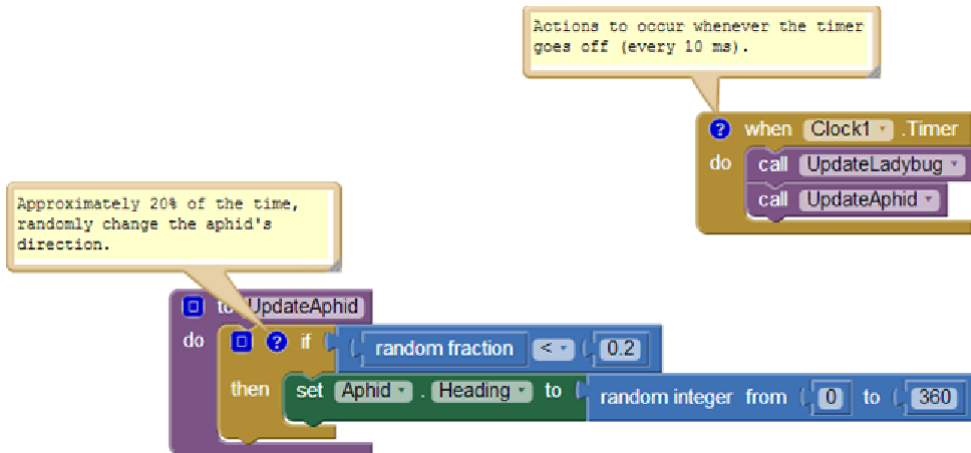 Actions to occur whenever the timer
goes off (every 10 ms).
? when Clock1 .Timer
do call UpdateLadybug
call UpdateAphid
Approximately 20% of the time,
randomly change the aphid's
direction.
to UpdateAphid
do ? if random fraction < 0.2
then set Aphid . Heading to random integer from 0 to 360